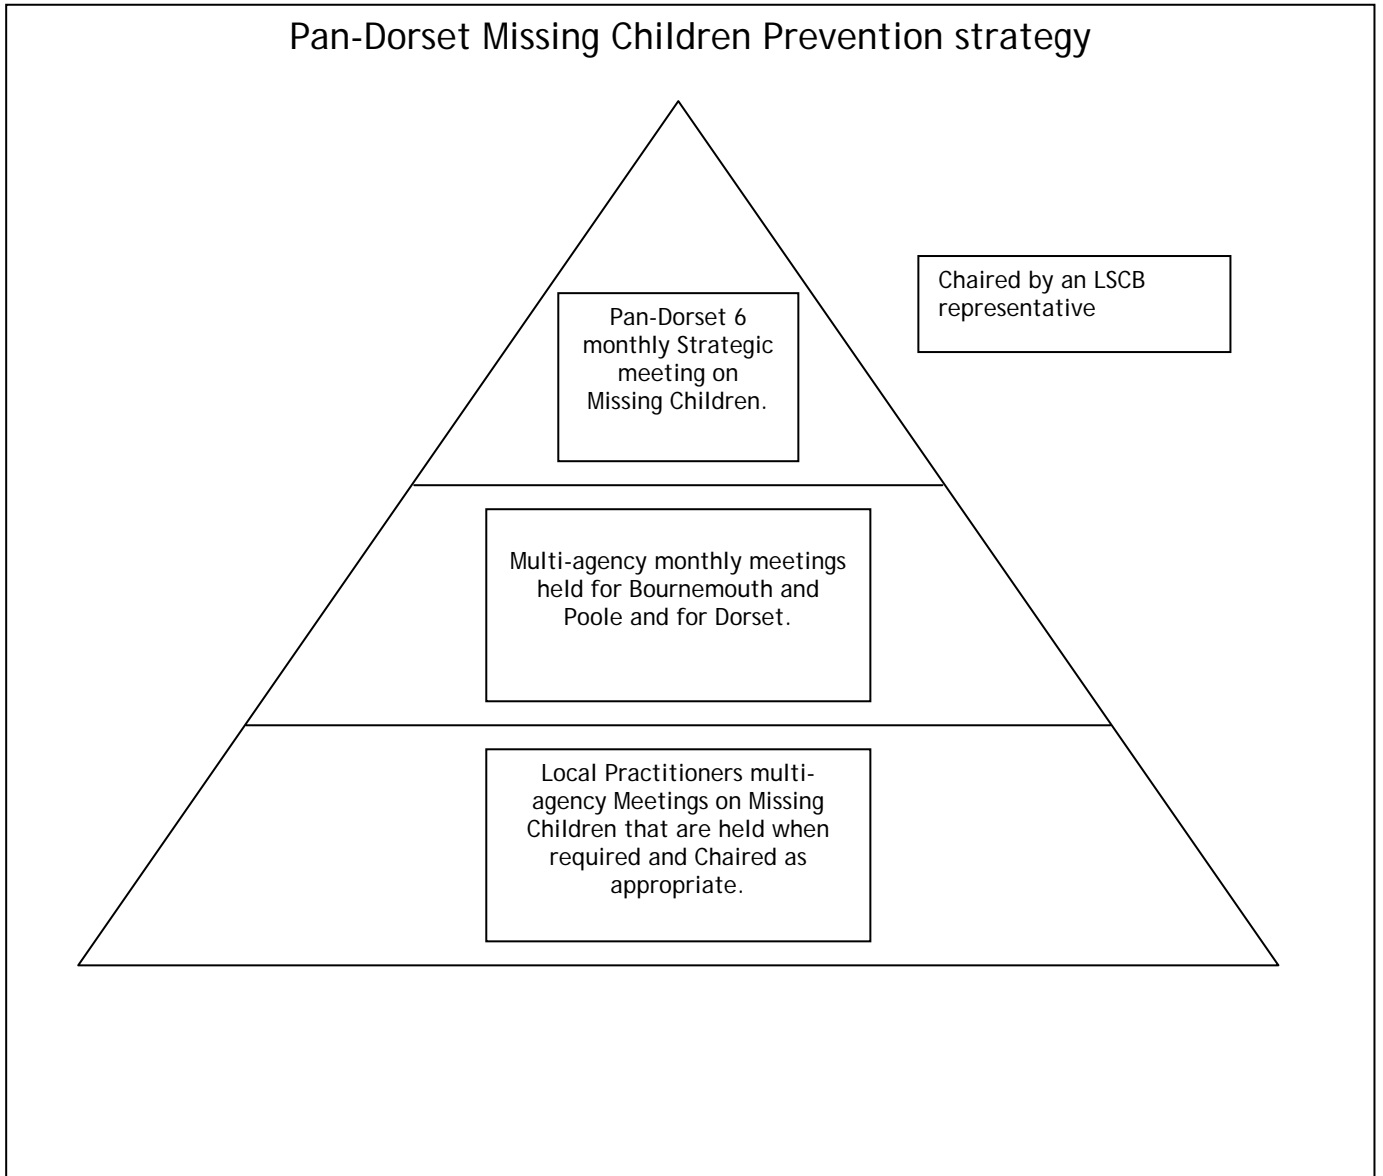 Pan-Dorset Missing Children Prevention strategy
Chaired by an LSCB
representative
Pan-Dorset 6
monthly Strategic
meeting on
Missing Children.
Multi-agency monthly meetings
held for Bournemouth and
Poole and for Dorset.
Local Practitioners multi-
agency Meetings on Missing
Children that are held when
required and Chaired as
appropriate.